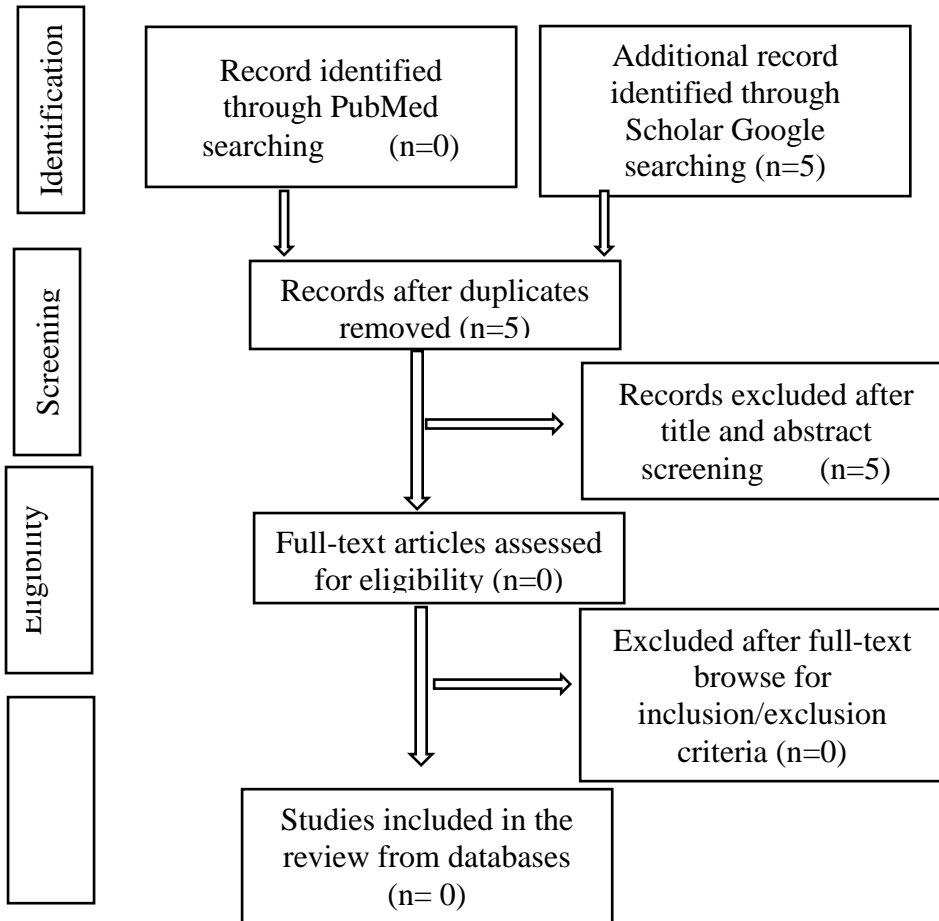 Identification
Record identified
through PubMed
searching (n=0)
Additional record
identified through
Scholar Google
searching (n=5)
Screening
Records after duplicates
removed (n=5)
Records excluded after
title and abstract
screening (n=5)
Eligibility
Full-text articles assessed
for eligibility (n=0)
Excluded after full-text
browse for
inclusion/exclusion
criteria (n=0)
Studies included in the
review from databases
(n= 0)